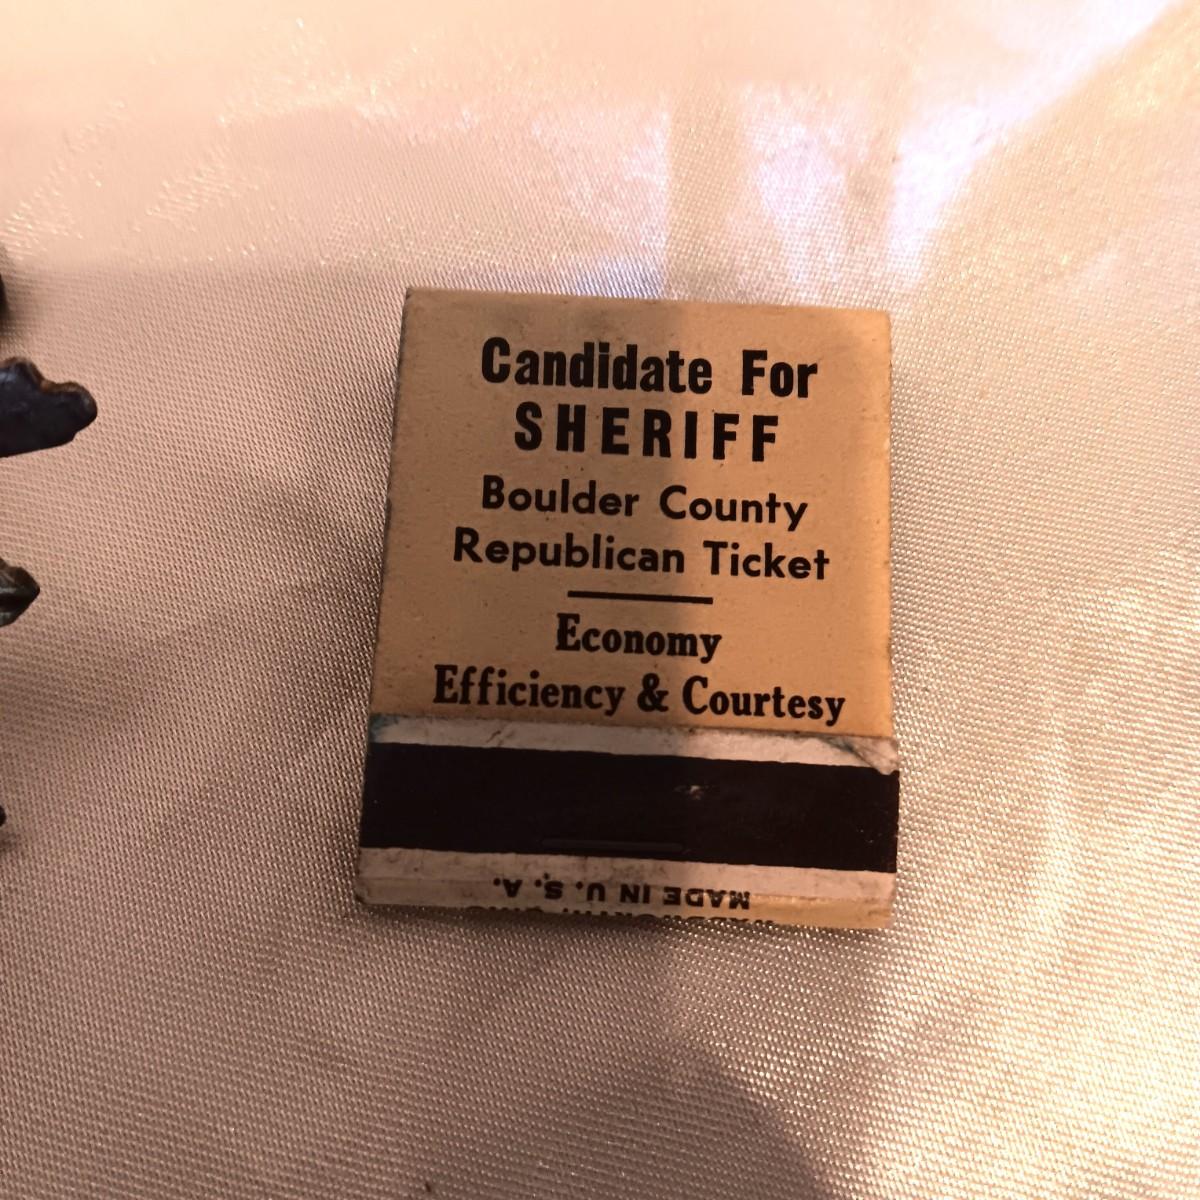 Candidate For
SHERIFF
Boulder County
Republican Ticket
Economy
Efficiency & Courtesy
MADE IN U. S. A.